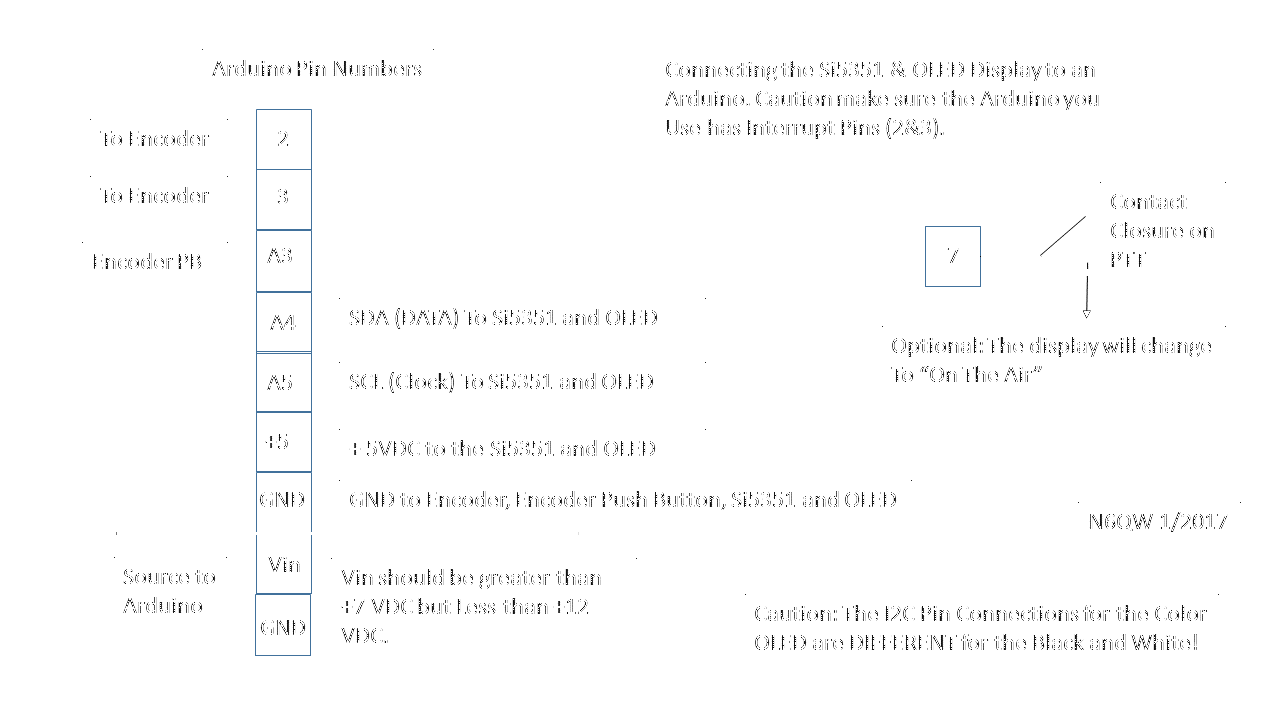 Arduino Pin Numbers
Connecting the Si5351 & OLED Display to an
Arduino. Caution make sure the Arduino you
Use has Interrupt Pins (2&3).
To Encoder
2
To Encoder
3
Encoder PB
A3
A4
SDA (DATA) To Si5351 and OLED
A5
SCL (Clock) To Si5351 and OLED
+5
+5VDC to the Si5351 and OLED
GND
GND to Encoder, Encoder Push Button, Si5351 and OLED
Source to
Arduino
Vin
GND
Vin should be greater than
+7 VDC but Less than +12
VDC.
7
Contact
Closure on
PTT
Optional: The display will change
To “On The Air”
N6QW 1/2017
Caution: The I2C Pin Connections for the Color
OLED are DIFFERENT for the Black and White!